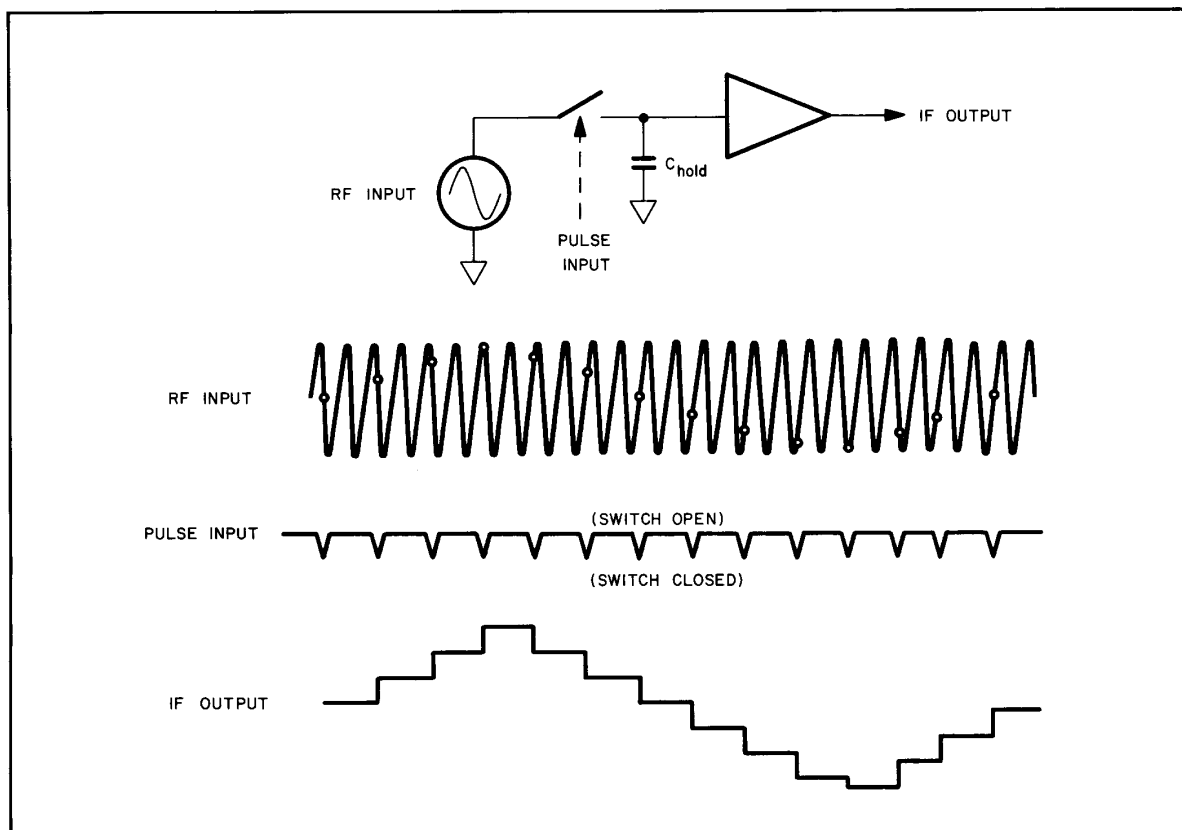 IF OUTPUT
C hold
RF INPUT
PULSE
INPUT
RF INPUT
PULSE INPUT
(SWITCH OPEN)
(SWITCH CLOSED)
IF OUTPUT